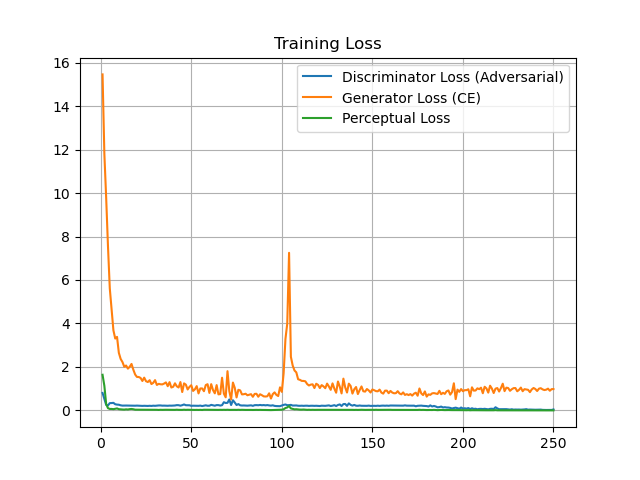 Training Loss
Discriminator Loss (Adversarial)
Generator Loss (CE)
Perceptual Loss
16
14
12
10
8
6
4
2
0
0 50 100 150 200 250